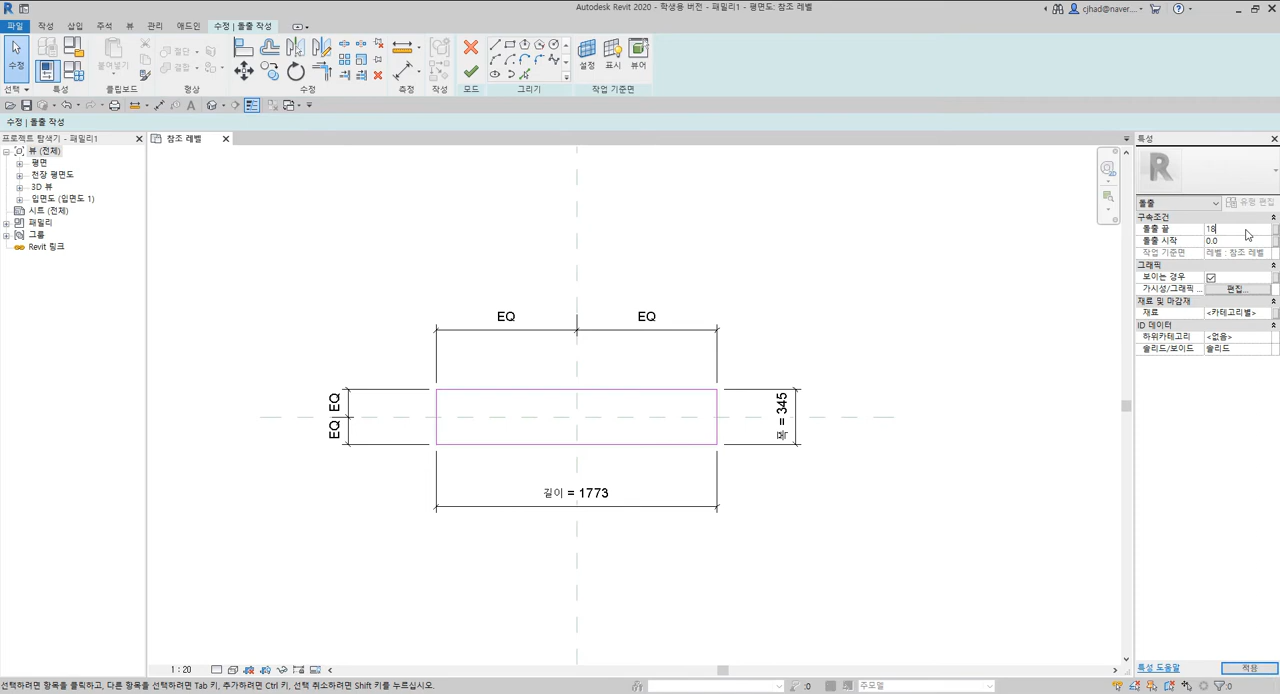 Autodesk Revit 2020 - 학생용 버전 - 패밀리1 - 평면도: 참조 레벨
cjhad@naver....
파일 작성 삽입 주석 뷰 관리 애드인 수정 | 돌출 작성
수정
붙여넣기
절단
결합
설정 표시 뷰어
선택 특성 클립보드 형상 수정 측정 작성 모드 그리기 작업 기준면
수정 | 돌출 작성
프로젝트 탐색기 - 패밀리1
뷰 (전체)
평면
천장 평면도
3D 뷰
입면도 (입면도 1)
시트 (전체)
패밀리
그룹
Revit 링크
참조 레벨
EQ EQ
EQ EQ
폭 = 345
길이 = 1773
특성
돌출
유형 편집
구속조건
돌출 끝 18
돌출 시작 0.0
작업 기준면 레벨 : 참조 레벨
그래픽
보이는 경우
가시성/그래픽 ... 편집...
재료 및 마감재
재료 <카테고리별>
ID 데이터
하위카테고리 <없음>
솔리드/보이드 솔리드
특성 도움말 적용
1 : 20
선택하려면 항목을 클릭하고, 다른 항목을 선택하려면 Tab 키, 추가하려면 Ctrl 키, 선택 취소하려면 Shift 키를 누르십시오.
:0
주모델
:0